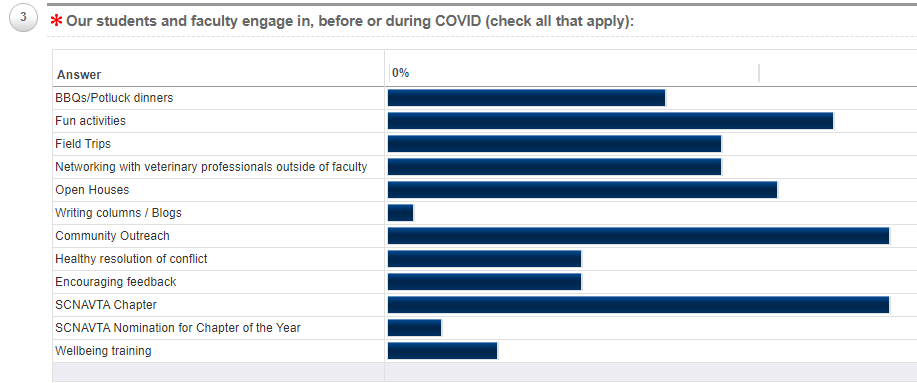 3
* Our students and faculty engage in, before or during COVID (check all that apply):
Answer 0%
BBQs/Potluck dinners
Fun activities
Field Trips
Networking with veterinary professionals outside of faculty
Open Houses
Writing columns / Blogs
Community Outreach
Healthy resolution of conflict
Encouraging feedback
SCNAVTA Chapter
SCNAVTA Nomination for Chapter of the Year
Wellbeing training